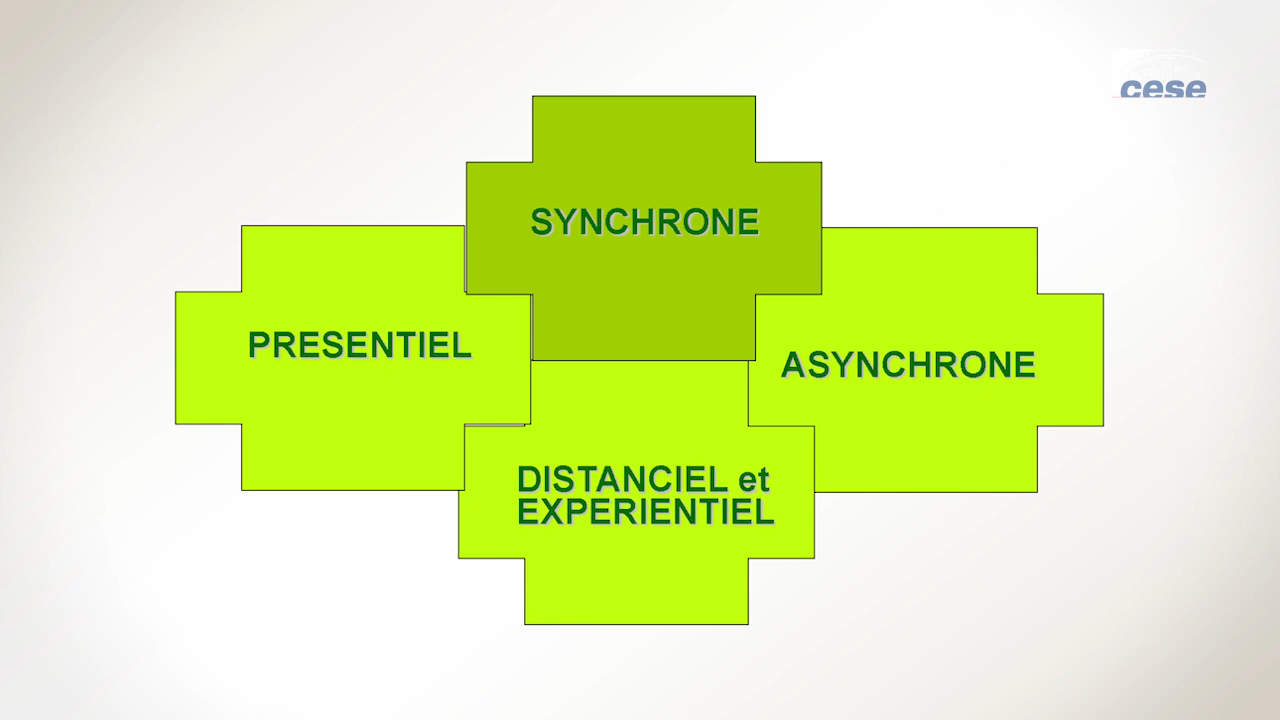 cese
SYNCHRONE
PRESENTIEL
ASYNCHRONE
DISTANCIEL et
EXPERIENTIEL